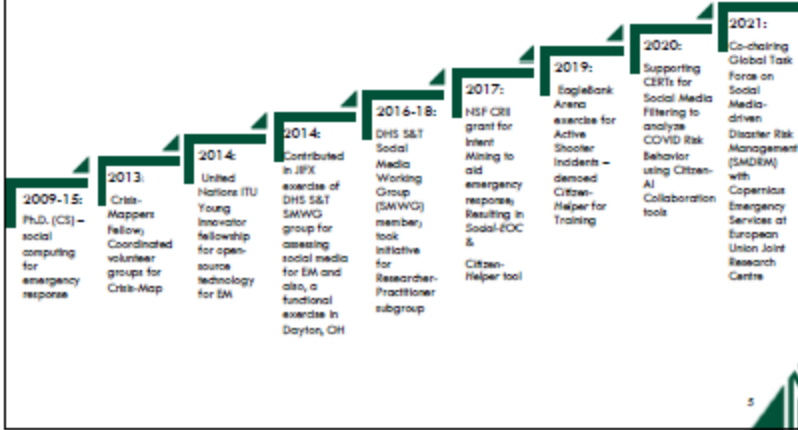 2009-15:
Ph.D. (CS) –
social
computing
for
emergency
response
2013:
Crisis-
Mappers
Fellow;
Coordinated
volunteer
groups for
Crisis-Map
2014:
United
Nations ITU
Young
Innovator
fellowship
for open-
source
technology
for EM
2014:
Contributed
in JIFX
exercise of
DHS S&T
SMWG
group for
assessing
social media
for EM and
also, a
functional
exercise in
Dayton, OH
2016-18:
DHS S&T
Social
Media
Working
Group
(SMWG)
member;
took
initiative
for
Researcher-
Practitioner
subgroup
2017:
NSF CRII
grant for
Intent
Mining to
aid
emergency
response;
Resulting in
Social-EOC
&
Citizen-
Helper tool
2019:
EagleBank
Arena
exercise for
Active
Shooter
Incidents –
demoed
Citizen-
Helper for
Training
2020:
Supporting
CERTs for
Social Media
Filtering to
analyze
COVID Risk
Behavior
using Citizen-
AI
Collaboration
tools
2021:
Co-chairing
Global Task
Force on
Social
Media-
driven
Disaster Risk
Management
(SMDRM)
with
Copernicus
Emergency
Services at
European
Union Joint
Research
Centre
5